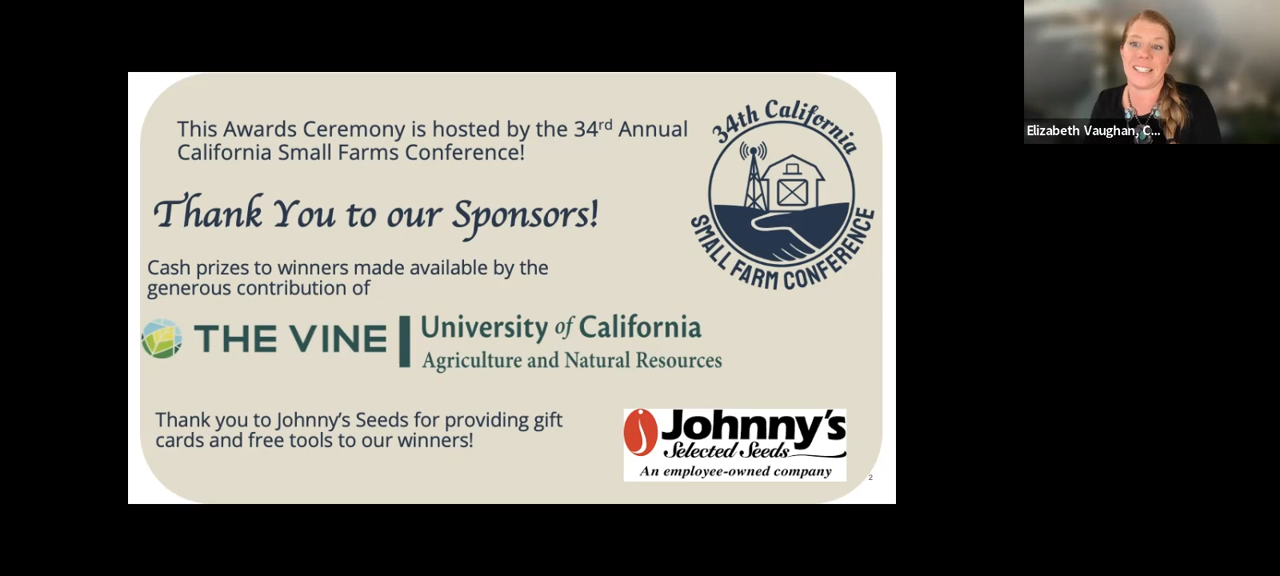 This Awards Ceremony is hosted by the 34rd Annual
California Small Farms Conference!
34th California
SMALL FARM CONFERENCE
Thank You to our Sponsors!
Cash prizes to winners made available by the
generous contribution of
THE VINE
University of California
Agriculture and Natural Resources
Thank you to Johnny's Seeds for providing gift
cards and free tools to our winners!
Johnny's
Selected Seeds
An employee-owned company
2
Elizabeth Vaughan, C...